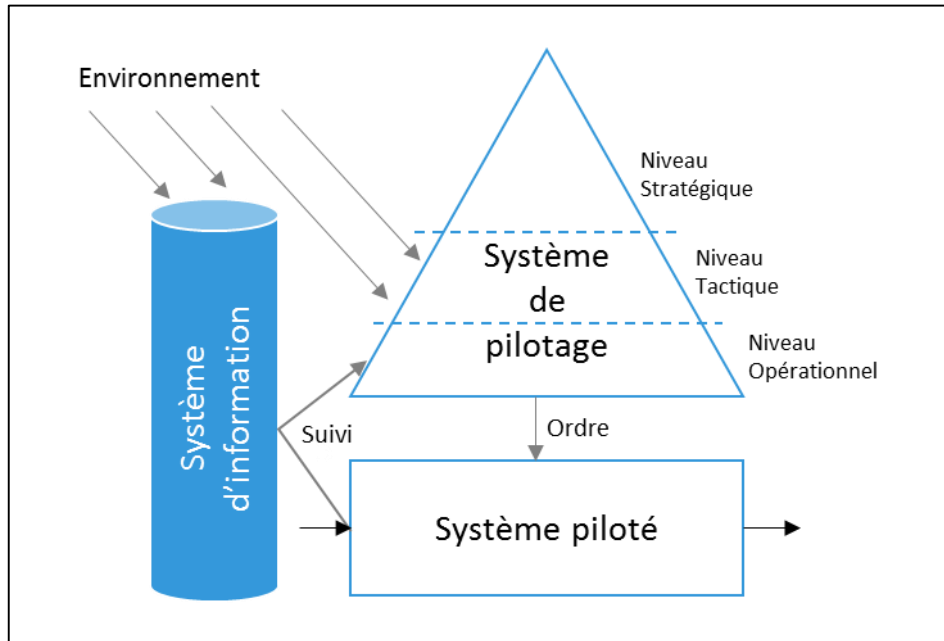 Environnement
Niveau
Stratégique
Système
de
pilotage
Niveau
Tactique
Niveau
Opérationnel
Système
d'information
Suivi
Ordre
Système piloté